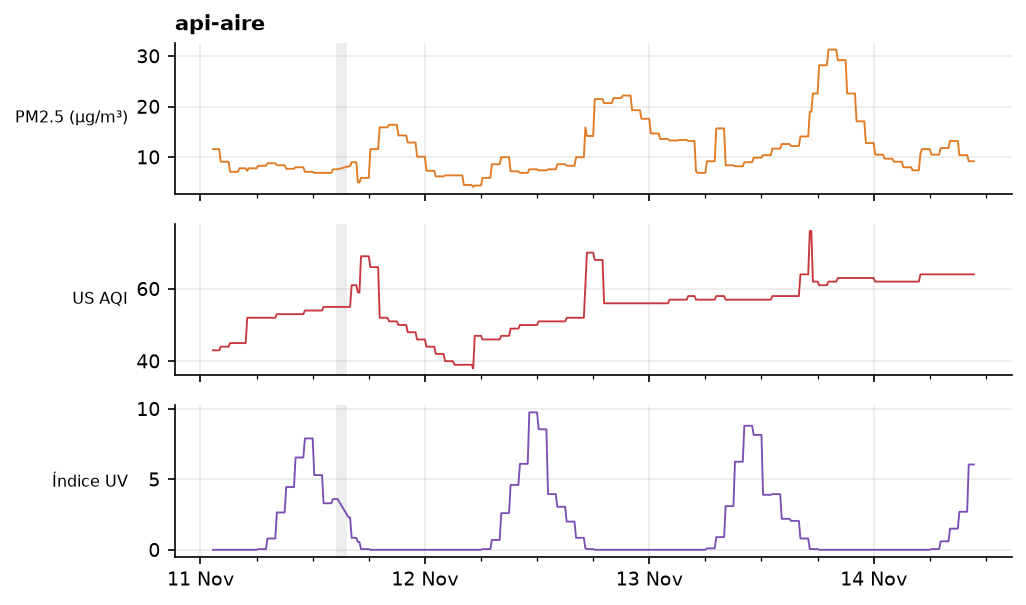 api-aire
30
20
10
PM2.5 (µg/m³)
60
40
US AQI
10
5
0
Índice UV
11 Nov
12 Nov
13 Nov
14 Nov